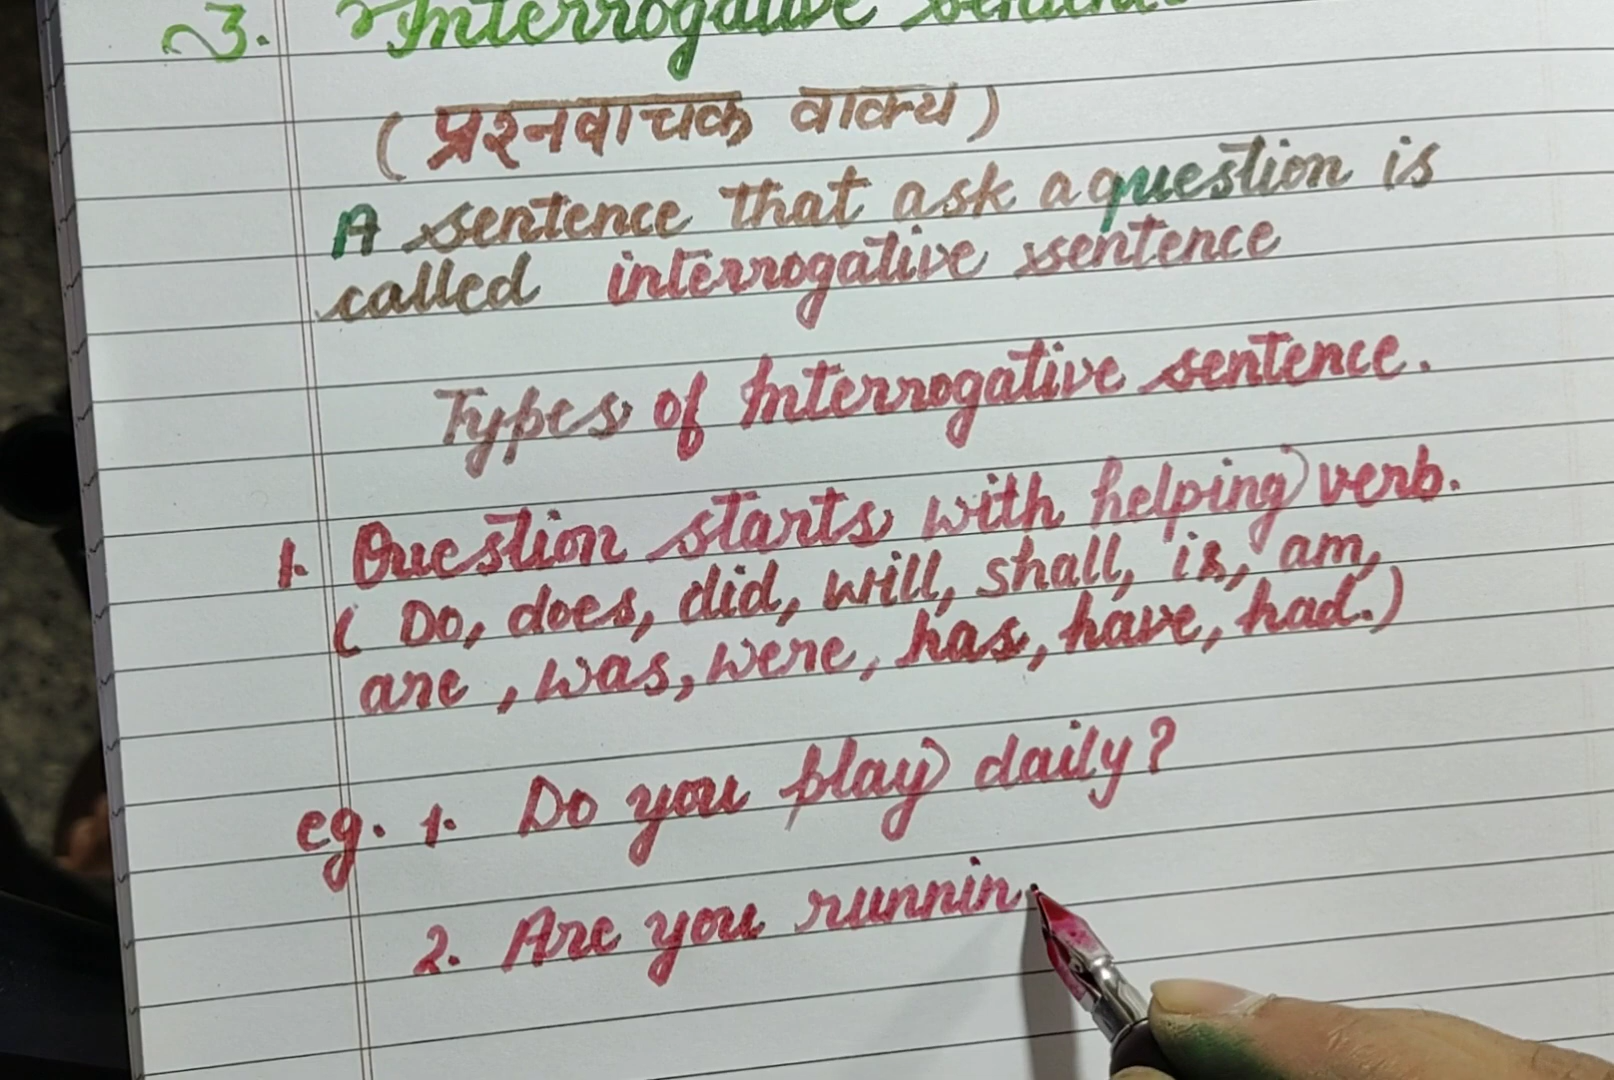 3. Interrogative sentence
( प्रश्नवाचक वाक्य )
A sentence that ask a question is
called interrogative sentence
Types of Interrogative sentence.
1. Question starts with helping verb.
( Do, does, did, will, shall, is, am,
are, was, were, has, have, had.)
eg. 1. Do you play daily?
2. Are you runnin